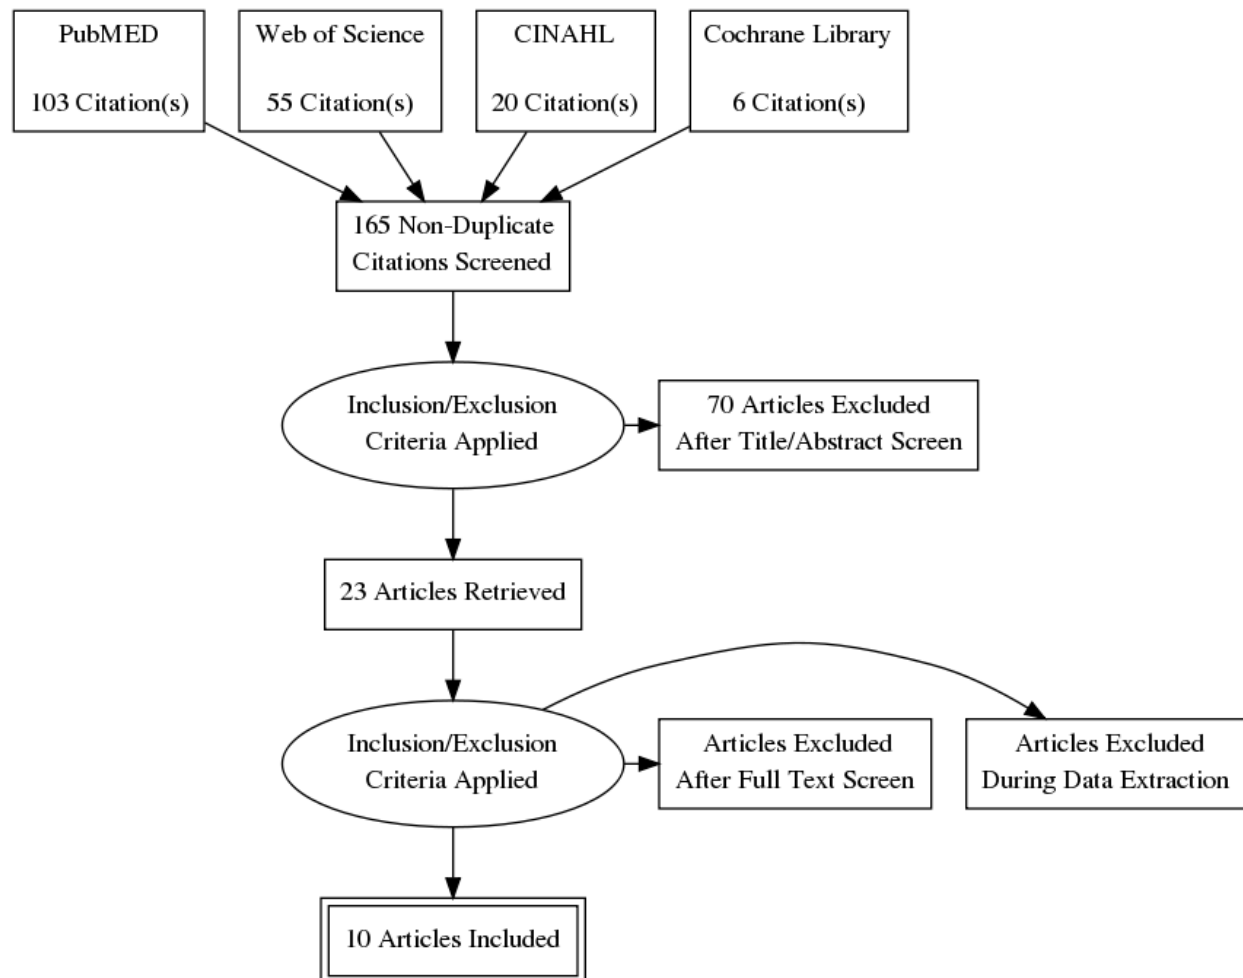 PubMED
103 Citation(s)
Web of Science
55 Citation(s)
CINAHL
20 Citation(s)
Cochrane Library
6 Citation(s)
165 Non-Duplicate
Citations Screened
Inclusion/Exclusion
Criteria Applied
70 Articles Excluded
After Title/Abstract Screen
23 Articles Retrieved
Inclusion/Exclusion
Criteria Applied
Articles Excluded
After Full Text Screen
Articles Excluded
During Data Extraction
10 Articles Included